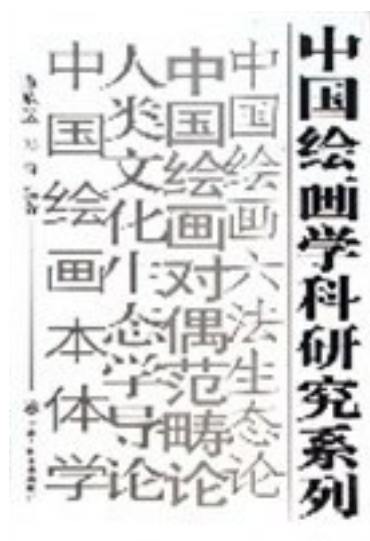 中国绘画学科研究系列
中国绘画六法生态论
中国绘画对偶范畴论
人类文化生态学导论
中国绘画本体学